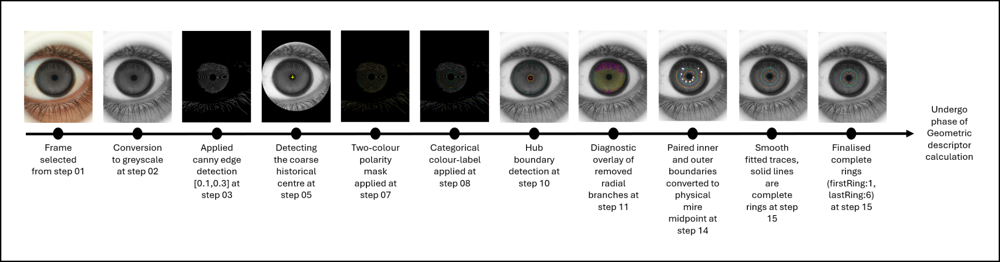 Frame
selected
from step 01
Conversion
to greyscale
at step 02
Applied
canny edge
detection
[0.1,0.3] at
step 03
Detecting
the coarse
historical
centre at
step 05
Two-colour
polarity
mask
applied at
step 07
Categorical
colour-label
applied at
step 08
Hub
boundary
detection at
step 10
Diagnostic
overlay of
removed
radial
branches at
step 11
Paired inner
and outer
boundaries
converted to
physical
mire
midpoint at
step 14
Smooth
fitted traces,
solid lines
are
complete
rings at step
15
Finalised
complete
rings
(firstRing:1,
lastRing:6)
at step 15
Undergo
phase of
Geometric
descriptor
calculation